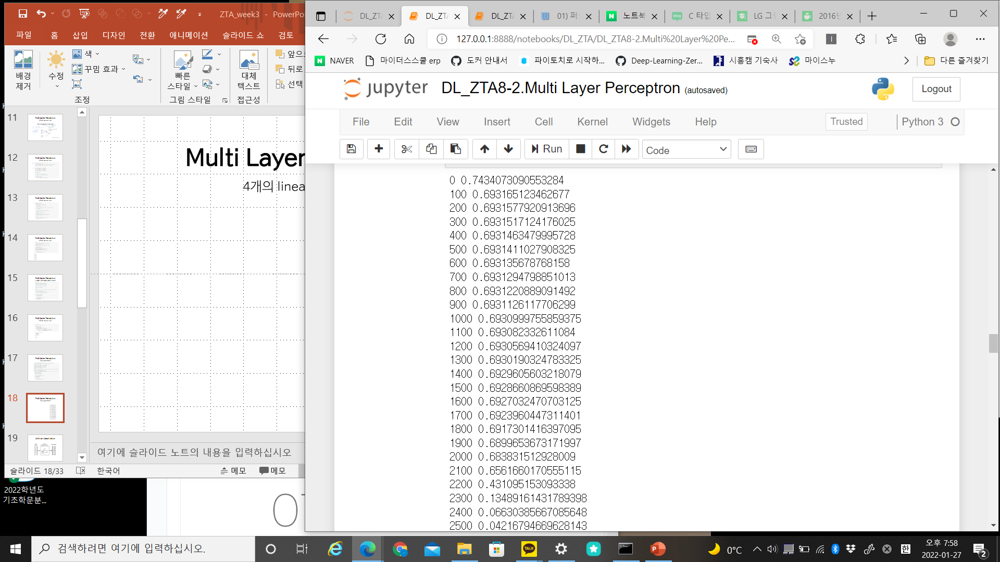 ZTA_week3 - PowerPo
파일 홈 삽입 디자인 전환 애니메이션 슬라이드 쇼 검토
배경
제거
수정
색
꾸밈 효과
조정
빠른
스타일
그림 스타일
대체
텍스트
접근성
앞으
뒤로
선택
11
12
13
14
15
16
17
18
19
Multi Layer
4개의 linea
여기에 슬라이드 노트의 내용을 입력하십시오
슬라이드 18/33 한국어 메모 메모
2022학년도
기초학문분...
DL_ZT DL_ZTA DL_ZTA 01) 퍼 노트북 C 타입 LG 그 2016년
127.0.0.1:8888/notebooks/DL_ZTA/DL_ZTA8-2.Multi%20Layer%20Pe...
NAVER 마이더스스쿨 erp 도커 안내서 파이토치로 시작하... Deep-Learning-Zer... 시흥캠 기숙사 마이스누 다른 즐겨찾기
jupyter DL_ZTA8-2.Multi Layer Perceptron (autosaved) Logout
File Edit View Insert Cell Kernel Widgets Help Trusted Python 3
Run Code
0 0.7434073090553284
100 0.693165123462677
200 0.6931577920913696
300 0.6931517124176025
400 0.6931463479995728
500 0.6931411027908325
600 0.693135678768158
700 0.6931294798851013
800 0.6931220889091492
900 0.6931126117706299
1000 0.6930999755859375
1100 0.693082332611084
1200 0.6930569410324097
1300 0.6930190324783325
1400 0.6929605603218079
1500 0.6928660869598389
1600 0.6927032470703125
1700 0.6923960447311401
1800 0.6917301416397095
1900 0.6899653673171997
2000 0.683831512928009
2100 0.6561660170555115
2200 0.431095153093338
2300 0.13489161431789398
2400 0.06630385667085648
2500 0.04216794669628143
검색하려면 여기에 입력하십시오.
TALK
0°C
한
오후 7:58
2022-01-27
2